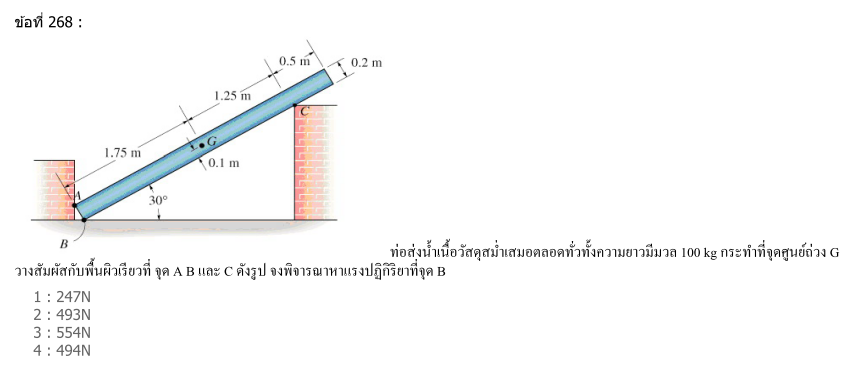 ข้อที่ 268 :
0.5 m
0.2 m
1.25 m
C
G
1.75 m
0.1 m
A
30°
B
ท่อส่งน้ำเนื้อวัสดุสม่ำเสมอตลอดทั่วทั้งความยาวมีมวล 100 kg กระทำที่จุดศูนย์ถ่วง G
วางสัมผัสกับพื้นผิวเรียวที่ จุด A B และ C ดังรูป จงพิจารณาหาแรงปฏิกิริยาที่จุด B
1 : 247N
2 : 493N
3 : 554N
4 : 494N